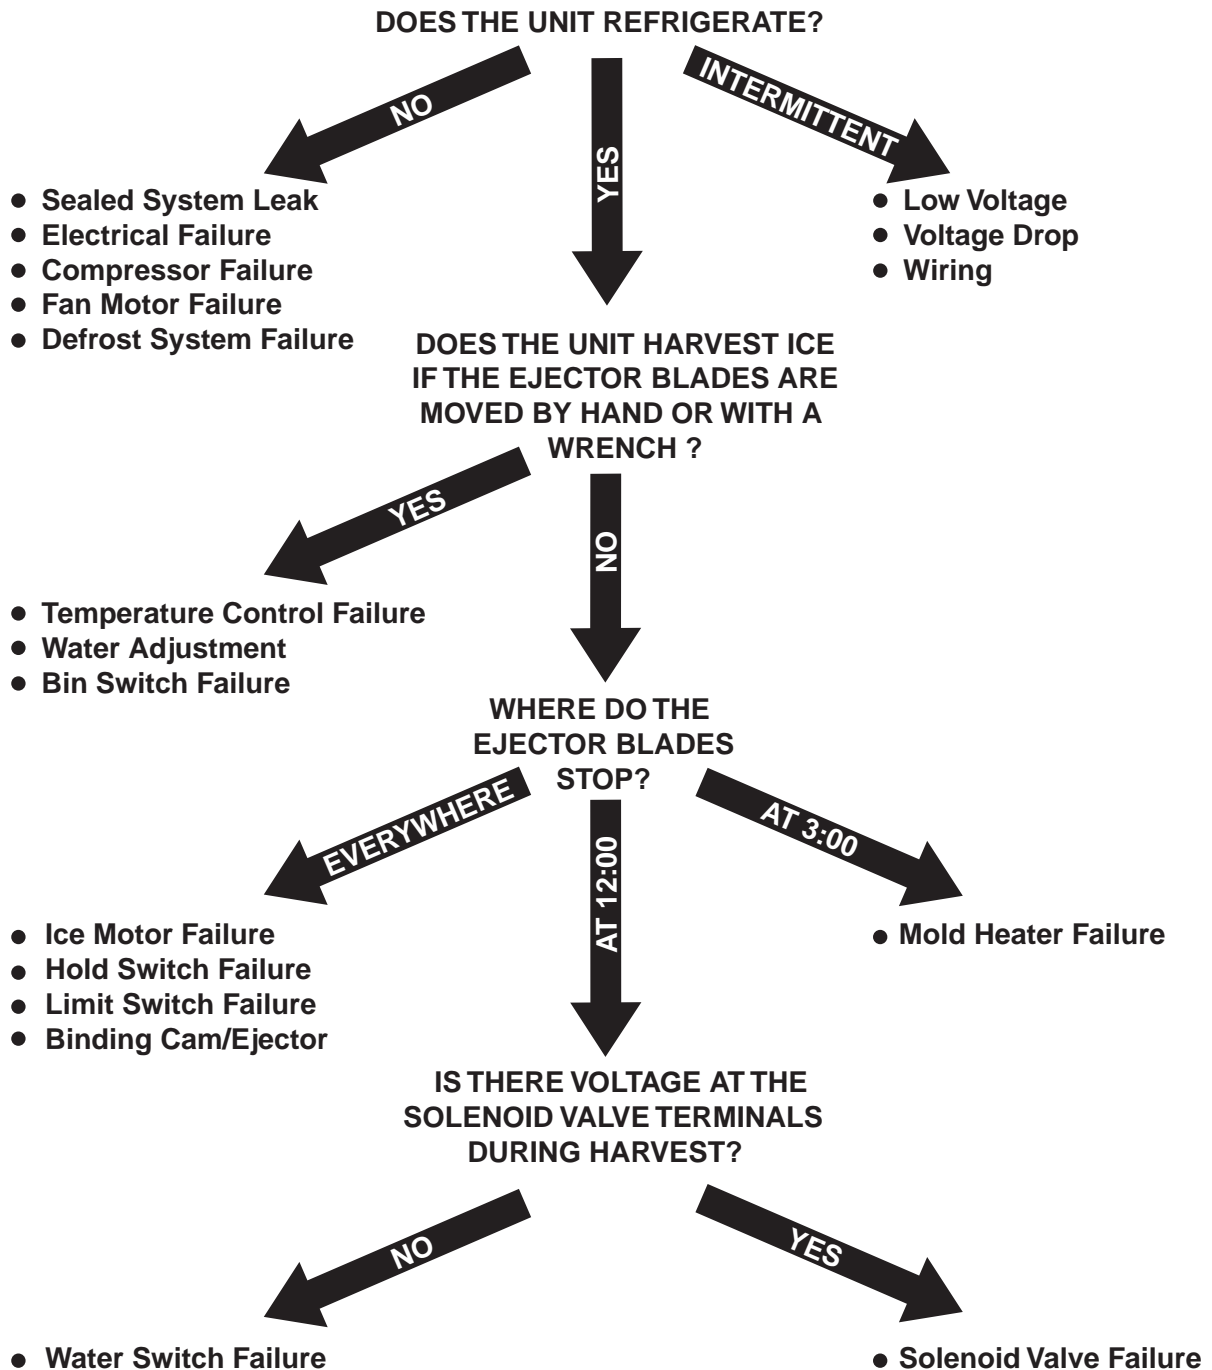 DOES THE UNIT REFRIGERATE?
NO
YES
INTERMITTENT
• Sealed System Leak
• Electrical Failure
• Compressor Failure
• Fan Motor Failure
• Defrost System Failure
• Low Voltage
• Voltage Drop
• Wiring
DOES THE UNIT HARVEST ICE
IF THE EJECTOR BLADES ARE
MOVED BY HAND OR WITH A
WRENCH ?
YES
NO
• Temperature Control Failure
• Water Adjustment
• Bin Switch Failure
WHERE DO THE
EJECTOR BLADES
STOP?
EVERYWHERE
AT 12:00
AT 3:00
• Ice Motor Failure
• Hold Switch Failure
• Limit Switch Failure
• Binding Cam/Ejector
• Mold Heater Failure
IS THERE VOLTAGE AT THE
SOLENOID VALVE TERMINALS
DURING HARVEST?
NO
YES
• Water Switch Failure
• Solenoid Valve Failure